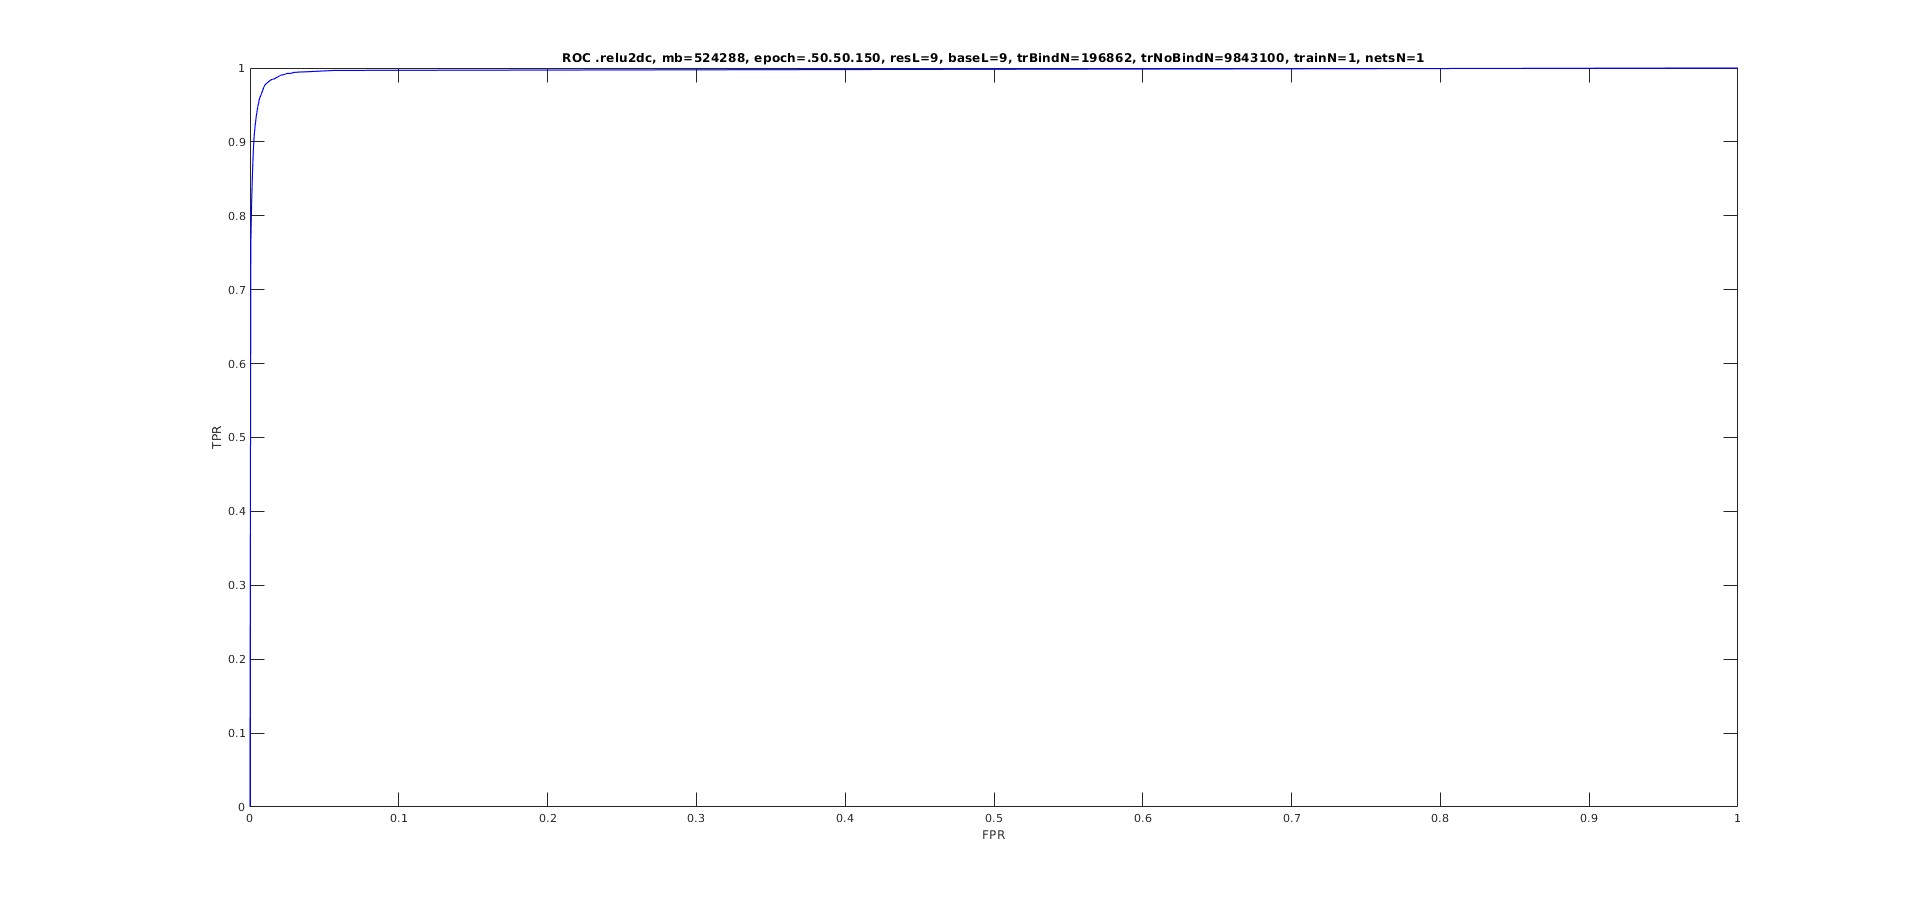 ROC .relu2dc, mb=524288, epoch=.50.50.150, resL=9, baseL=9, trBindN=196862, trNoBindN=9843100, trainN=1, netsN=1
1
0.9
0.8
0.7
0.6
0.5
0.4
0.3
0.2
0.1
0
TPR
0 0.1 0.2 0.3 0.4 0.5 0.6 0.7 0.8 0.9 1
FPR